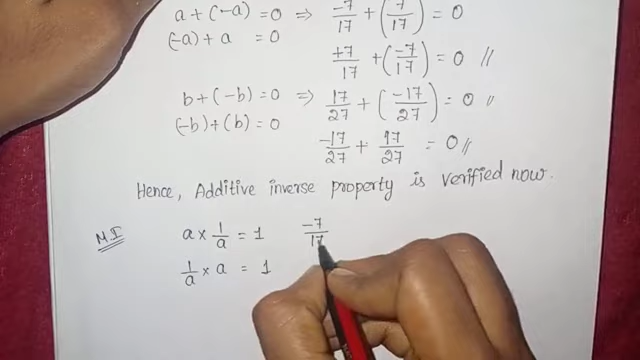 a + (-a) = 0 ⇒ -7/17 + (7/17) = 0
(-a) + a = 0
+7/17 + (-7/17) = 0 //
b + (-b) = 0 ⇒ 17/27 + (-17/27) = 0 //
(-b) + (b) = 0
-17/27 + 17/27 = 0 //
Hence, Additive inverse property is verified now.
M.I a × 1/a = 1 -7/17
1/a × a = 1